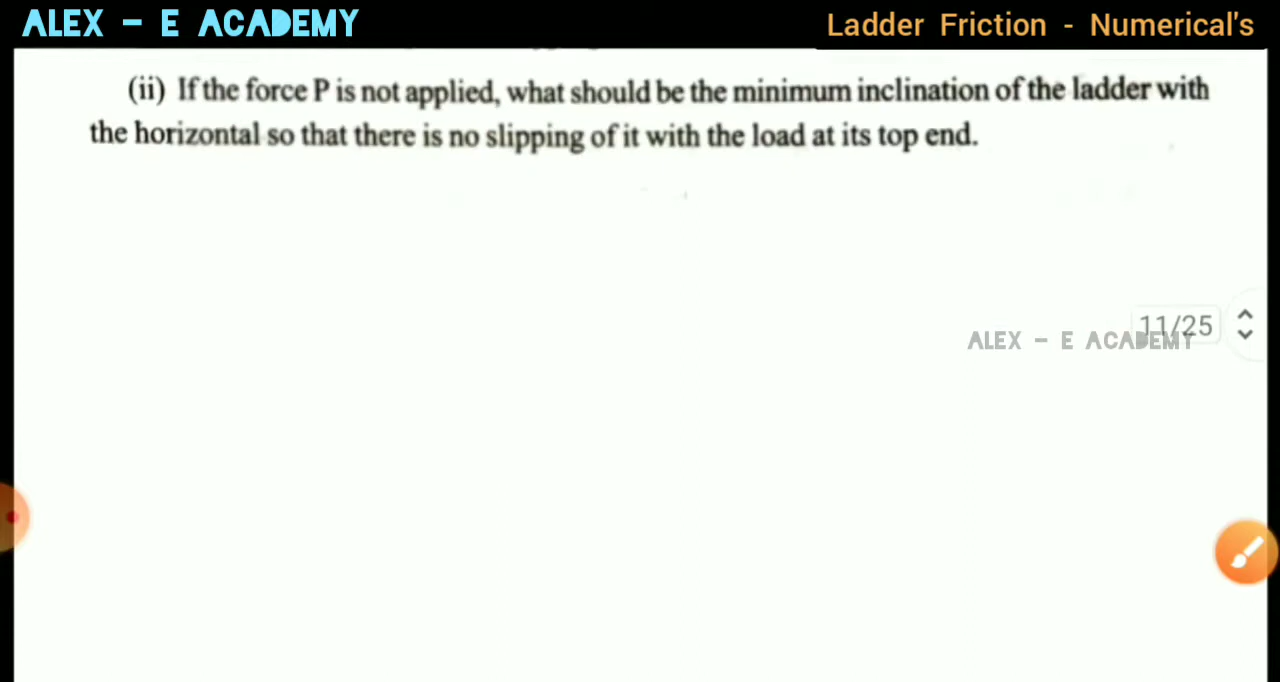 ALEX - E ACADEMY
Ladder Friction - Numerical's
(ii) If the force P is not applied, what should be the minimum inclination of the ladder with
the horizontal so that there is no slipping of it with the load at its top end.
11/25
ALEX - E ACADEMY